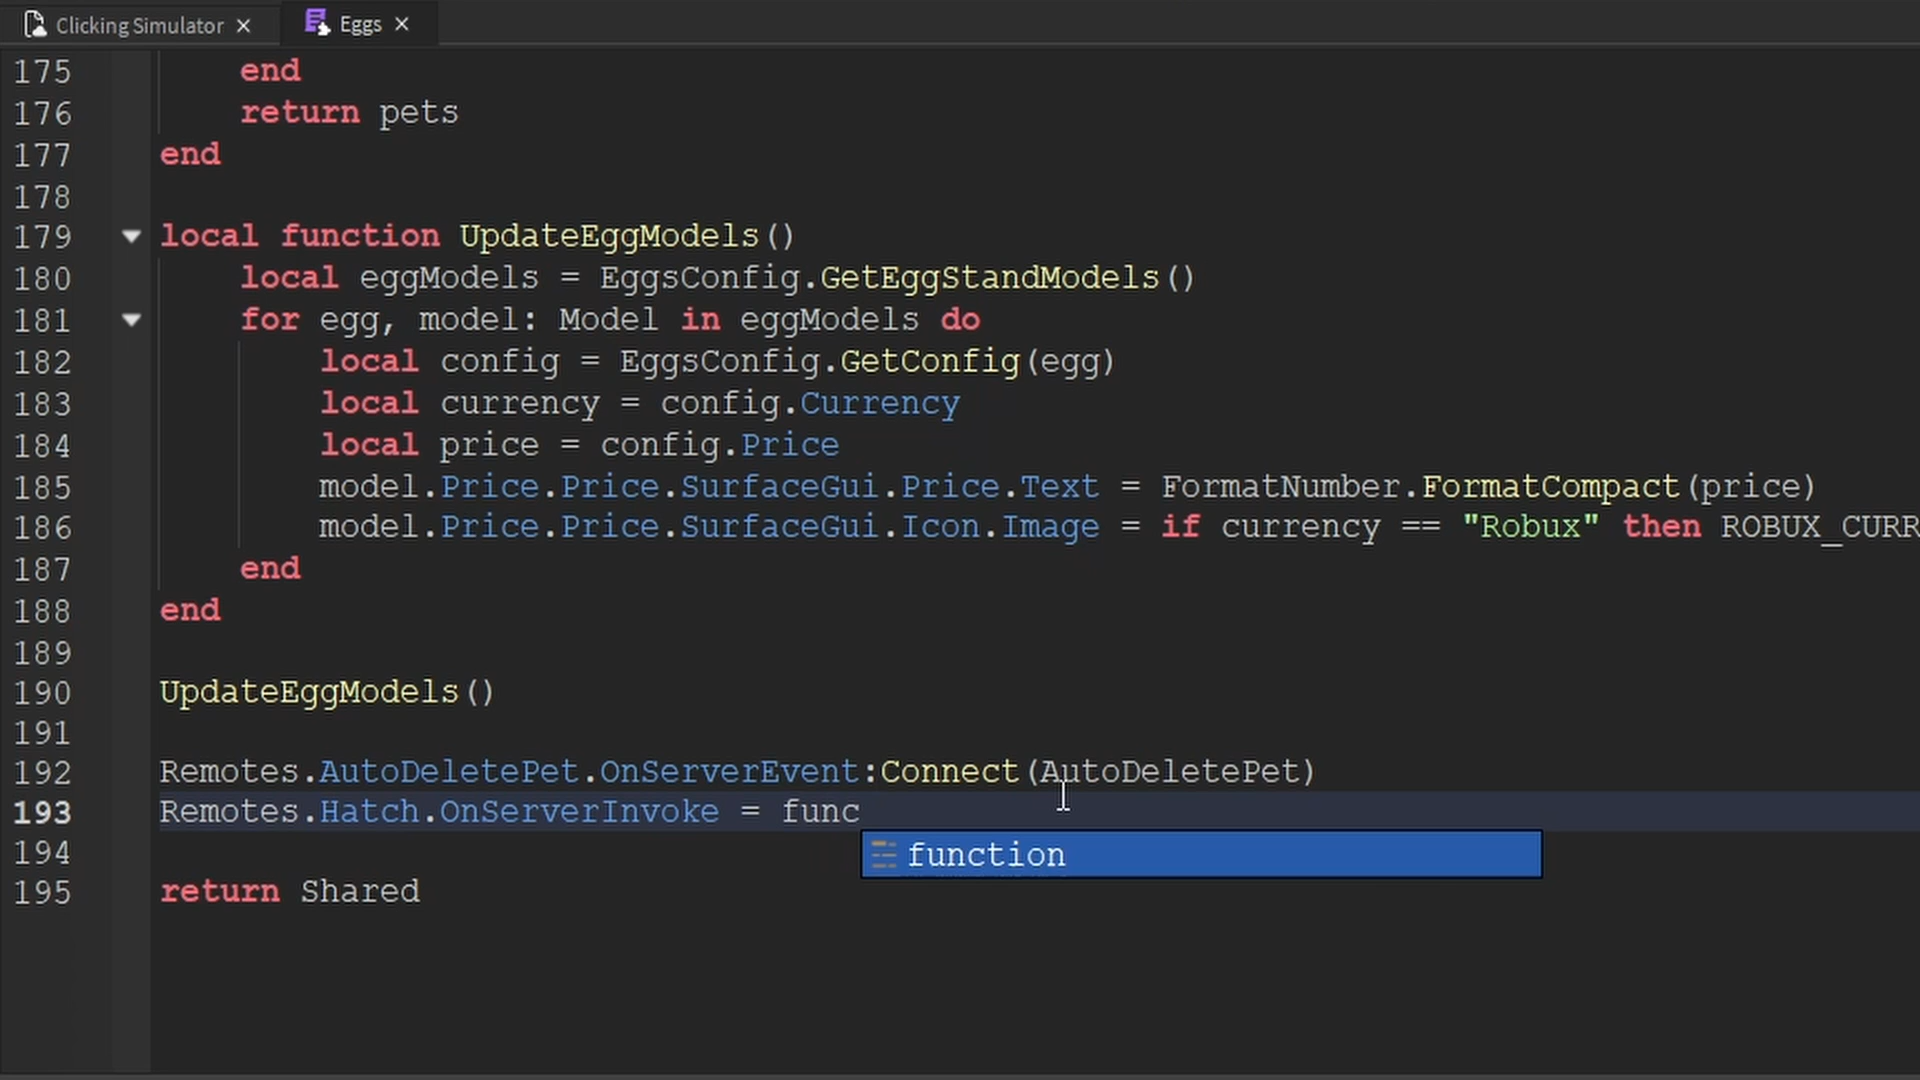 Clicking Simulator
Eggs
175 end
176 return pets
177 end
178
179 local function UpdateEggModels()
180 local eggModels = EggsConfig.GetEggStandModels()
181 for egg, model: Model in eggModels do
182 local config = EggsConfig.GetConfig(egg)
183 local currency = config.Currency
184 local price = config.Price
185 model.Price.Price.SurfaceGui.Price.Text = FormatNumber.FormatCompact(price)
186 model.Price.Price.SurfaceGui.Icon.Image = if currency == "Robux" then ROBUX_CURR
187 end
188 end
189
190 UpdateEggModels()
191
192 Remotes.AutoDeletePet.OnServerEvent:Connect(AutoDeletePet)
193 Remotes.Hatch.OnServerInvoke = func
function
194
195 return Shared